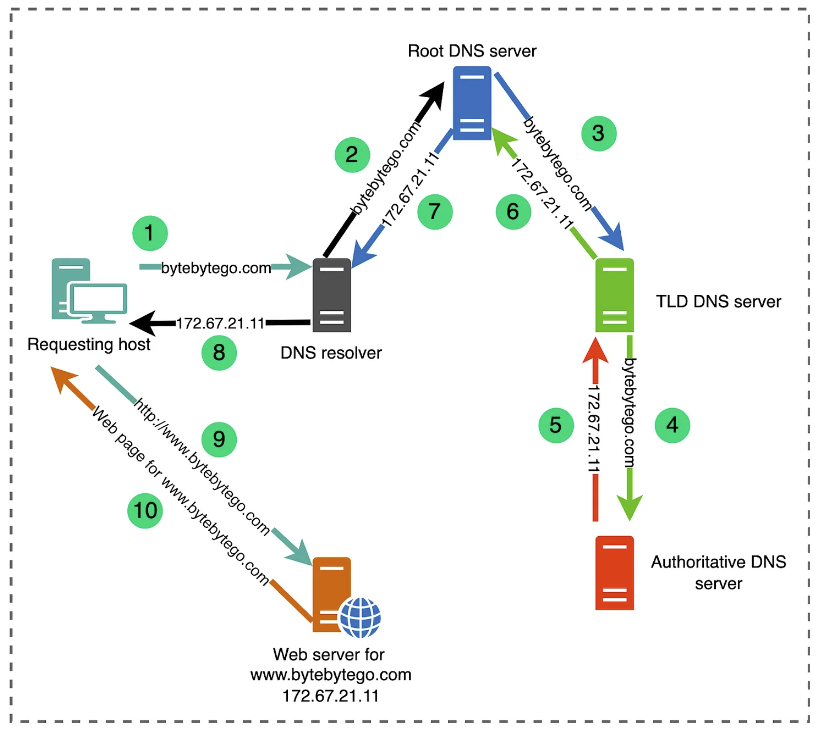 Root DNS server
2
bytebytego.com
3
bytebytego.com
172.67.21.11
7
172.67.21.11
6
1
bytebytego.com
TLD DNS server
172.67.21.11
Requesting host
8
DNS resolver
http://www.bytebytego.com
9
Web page for www.bytebytego.com
10
5
172.67.21.11
bytebytego.com
4
Authoritative DNS
server
Web server for
www.bytebytego.com
172.67.21.11